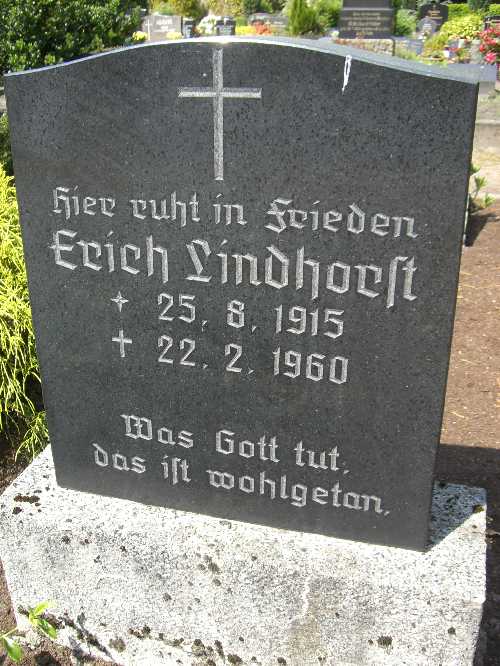 Hier ruht in Frieden
Erich Lindhorst
25. 8. 1915
† 22. 2. 1960
Was Gott tut,
das ist wohlgetan.